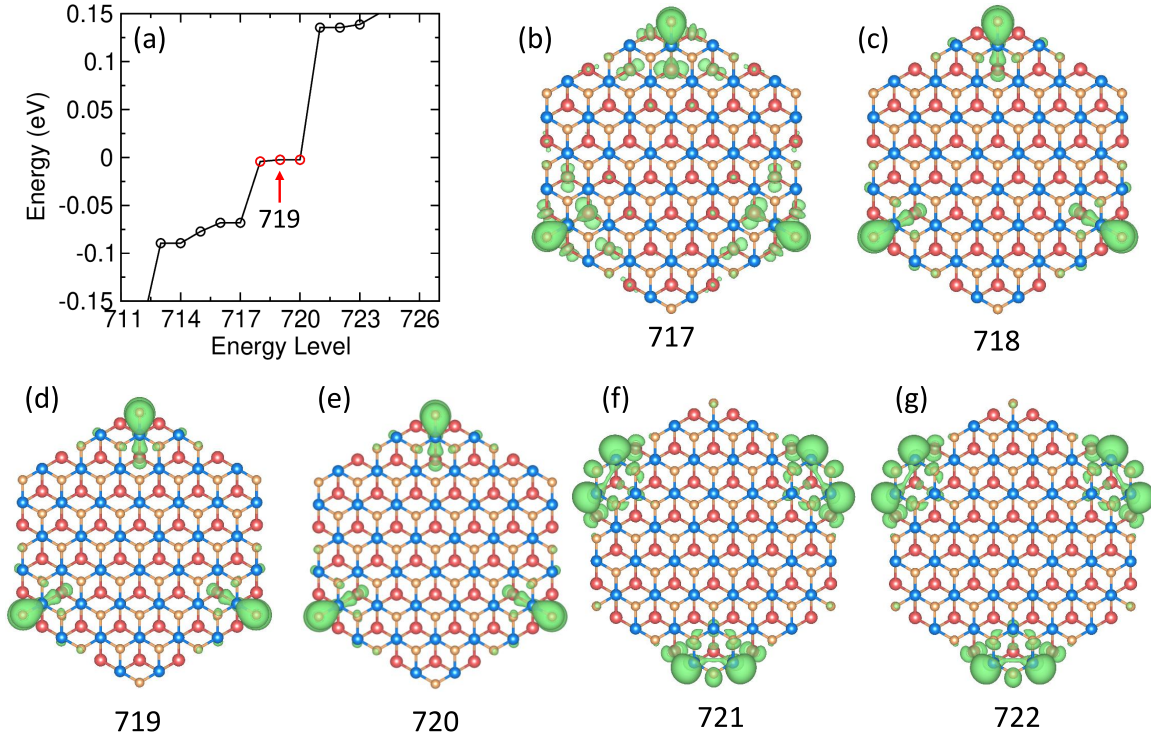 (a)
Energy (eV)
0.15
0.1
0.05
0
-0.05
-0.1
-0.15
719
711 714 717 720 723 726
Energy Level
(b)
717
(c)
718
(d)
719
(e)
720
(f)
721
(g)
722